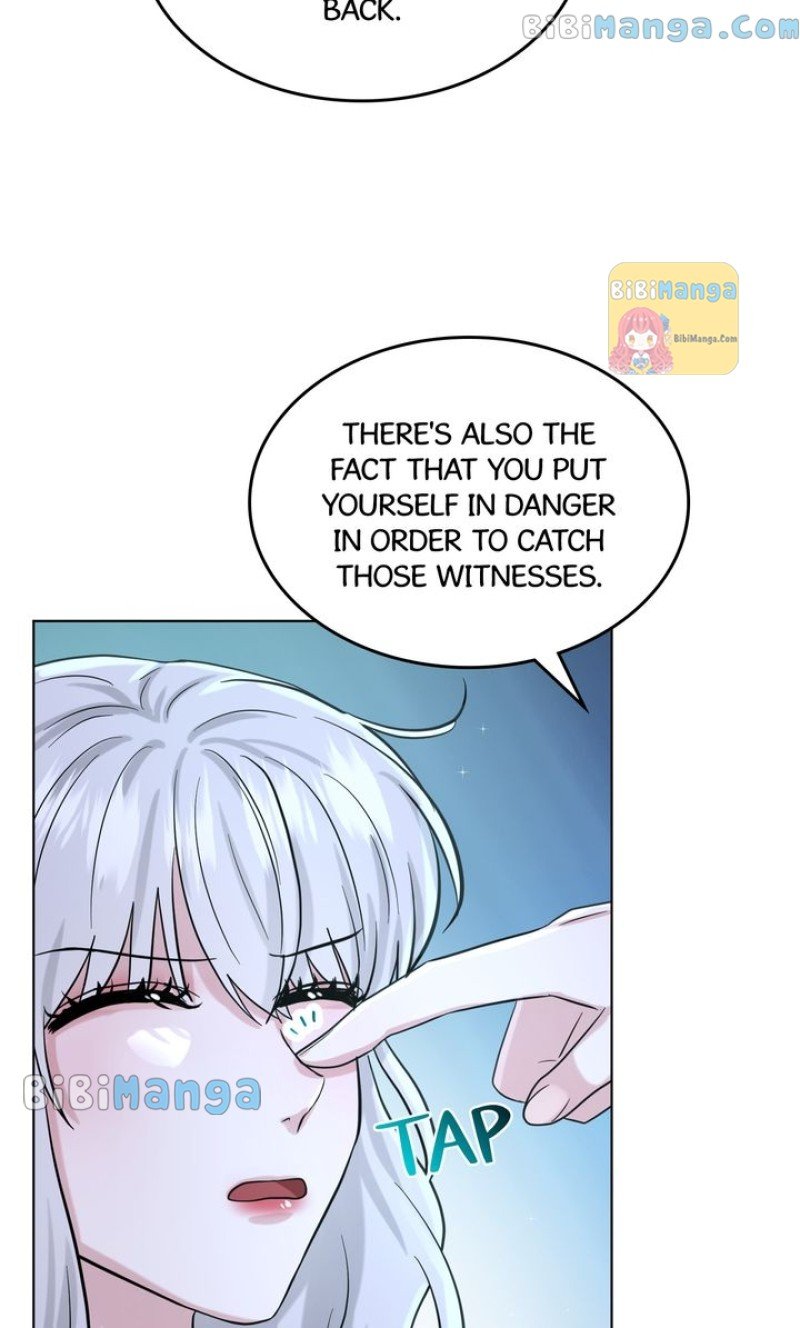 BACK.
BiBiManga.Com
BiBiManga
BibiManga.Com
THERE'S ALSO THE
FACT THAT YOU PUT
YOURSELF IN DANGER
IN ORDER TO CATCH
THOSE WITNESSES.
BiBiManga
TAP